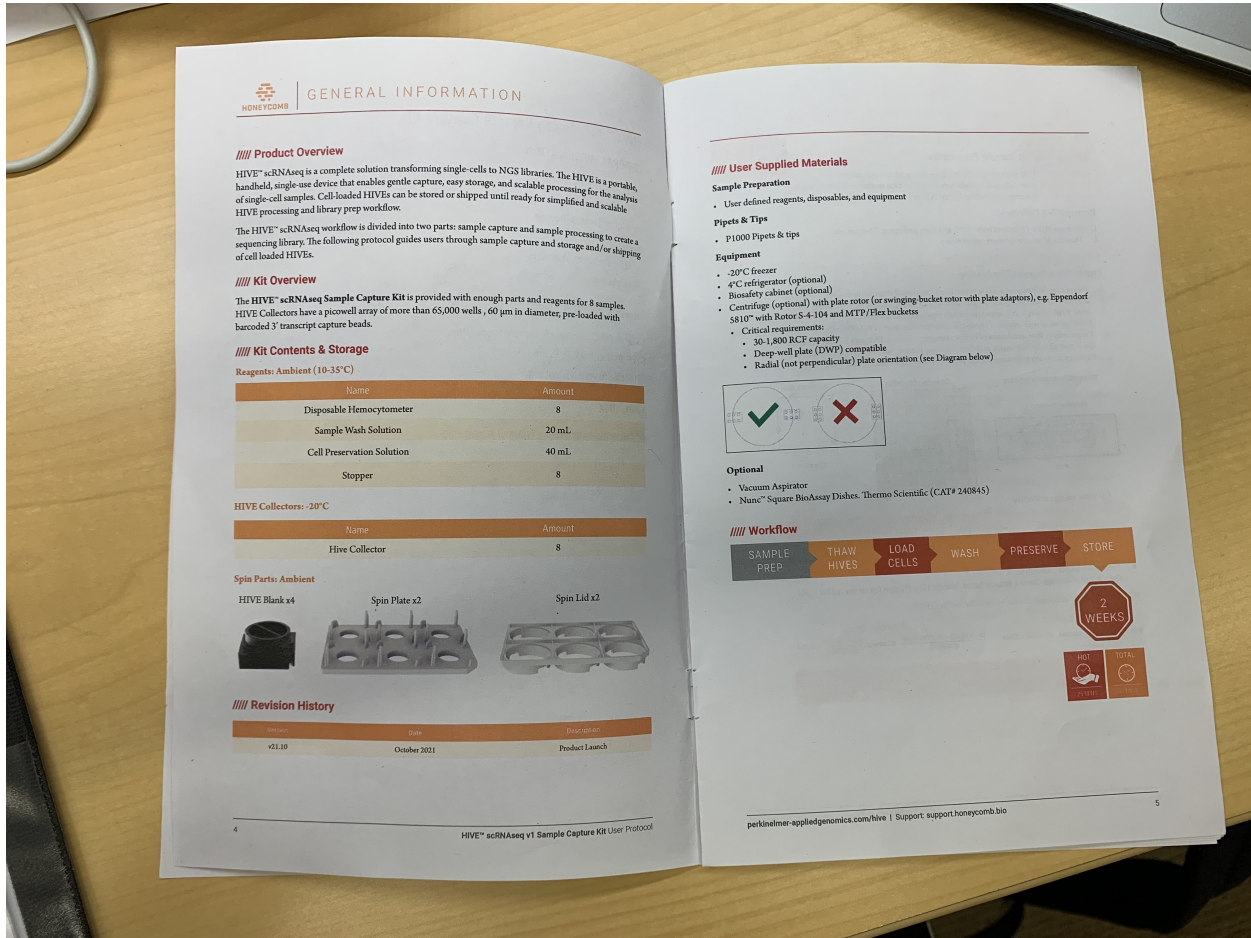 HONEYCOMB
GENERAL INFORMATION
///// Product Overview
HIVE™ scRNAseq is a complete solution transforming single-cells to NGS libraries. The HIVE is a portable,
handheld, single-use device that enables gentle capture, easy storage, and scalable processing for the analysis
of single-cell samples. Cell-loaded HIVEs can be stored or shipped until ready for simplified and scalable
HIVE processing and library prep workflow.
The HIVE™ scRNAseq workflow is divided into two parts: sample capture and sample processing to create a
sequencing library. The following protocol guides users through sample capture and storage and/or shipping
of cell loaded HIVEs.
///// Kit Overview
The HIVE™ scRNAseq Sample Capture Kit is provided with enough parts and reagents for 8 samples.
HIVE Collectors have a picowell array of more than 65,000 wells , 60 µm in diameter, pre-loaded with
barcoded 3' transcript capture beads.
///// Kit Contents & Storage
Reagents: Ambient (10-35°C)
Name Amount
Disposable Hemocytometer 8
Sample Wash Solution 20 mL
Cell Preservation Solution 40 mL
Stopper 8
HIVE Collectors: -20°C
Name Amount
Hive Collector 8
Spin Parts: Ambient
HIVE Blank x4 Spin Plate x2 Spin Lid x2
///// Revision History
Version Date Description
v21.10 October 2021 Product Launch
4
HIVE™ scRNAseq v1 Sample Capture Kit User Protocol
///// User Supplied Materials
Sample Preparation
• User defined reagents, disposables, and equipment
Pipets & Tips
• P1000 Pipets & tips
Equipment
• -20°C freezer
• 4°C refrigerator (optional)
• Biosafety cabinet (optional)
• Centrifuge (optional) with plate rotor (or swinging-bucket rotor with plate adaptors), e.g. Eppendorf
5810™ with Rotor S-4-104 and MTP/Flex bucketss
• Critical requirements:
• 30-1,800 RCF capacity
• Deep-well plate (DWP) compatible
• Radial (not perpendicular) plate orientation (see Diagram below)
Optional
• Vacuum Aspirator
• Nunc™ Square BioAssay Dishes. Thermo Scientific (CAT# 240845)
///// Workflow
SAMPLE PREP
THAW HIVES
LOAD CELLS
WASH
PRESERVE
STORE
2
WEEKS
HOT TOTAL
perkinelmer-appliedgenomics.com/hive | Support: support.honeycomb.bio
5